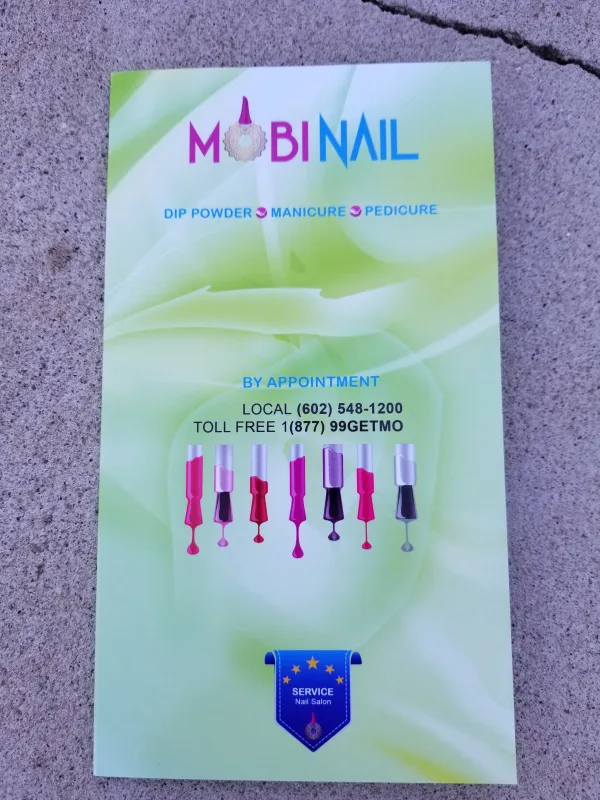 MOBINAIL
DIP POWDER MANICURE PEDICURE
BY APPOINTMENT
LOCAL (602) 548-1200
TOLL FREE 1(877) 99GETMO
SERVICE
Nail Salon